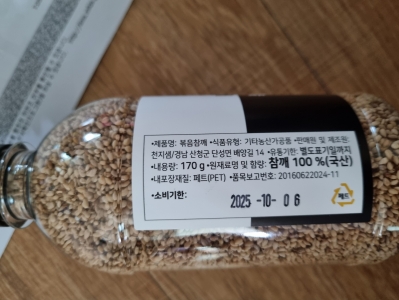 •제품명: 볶음참깨 •식품유형: 기타농산가공품 •판매원 및 제조원:
천지샘/경남 산청군 단성면 배양길 14 •유통기한: 별도표기일까지
•내용량: 170 g •원재료명 및 함량: 참깨 100 %(국산)
•내포장재질: 페트(PET) •품목보고번호: 20160622024-11
•소비기한: 2025 -10- 06
페트